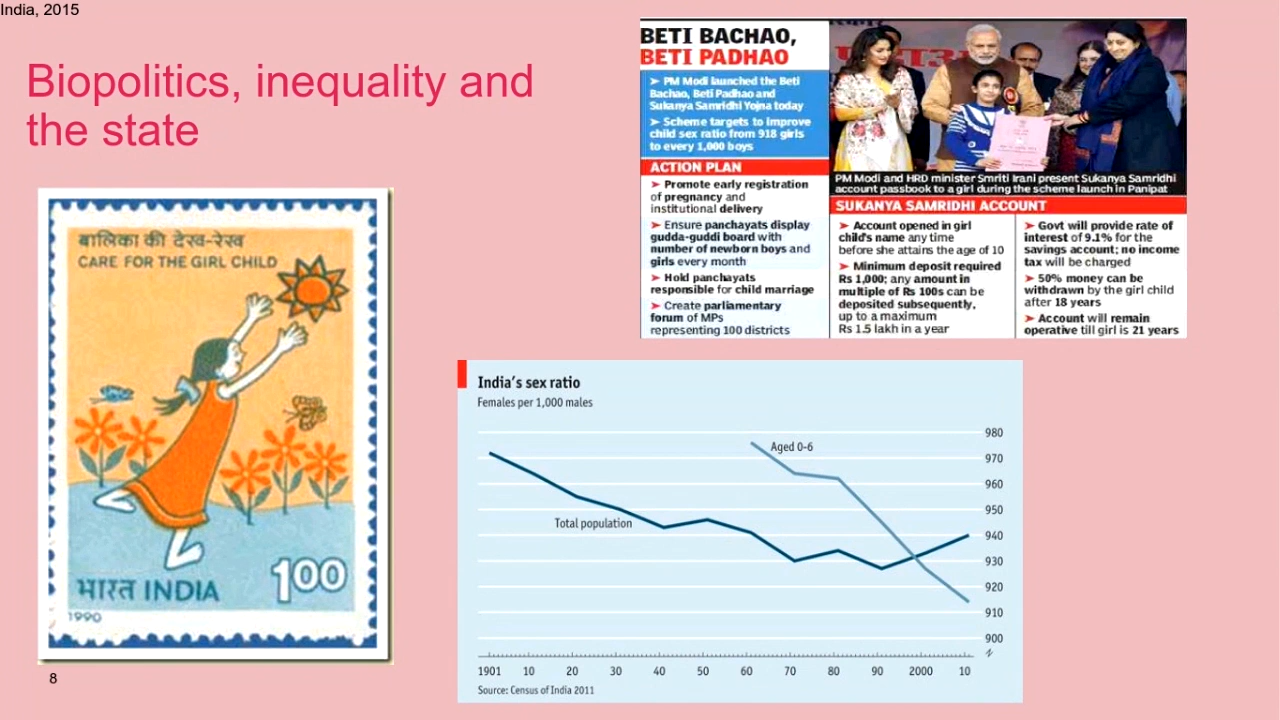 India, 2015
Biopolitics, inequality and
the state
बालिका की देख-रेख
CARE FOR THE GIRL CHILD
भारत INDIA
1.00
1990
8
BETI BACHAO,
BETI PADHAO
➤ PM Modi launched the Beti
Bachao, Beti Padhao and
Sukanya Samridhi Yojna today
➤ Scheme targets to improve
child sex ratio from 918 girls
to every 1,000 boys
ACTION PLAN
➤ Promote early registration
of pregnancy and
institutional delivery
➤ Ensure panchayats display
gudda-guddi board with
number of newborn boys and
girls every month
➤ Hold panchayats
responsible for child marriage
➤ Create parliamentary
forum of MPs
representing 100 districts
PM Modi and HRD minister Smriti Irani present Sukanya Samridhi
account passbook to a girl during the scheme launch in Panipat
SUKANYA SAMRIDHI ACCOUNT
➤ Account opened in girl
child's name any time
before she attains the age of 10
➤ Minimum deposit required
Rs 1,000; any amount in
multiple of Rs 100s can be
deposited subsequently,
up to a maximum
Rs 1.5 lakh in a year
➤ Govt will provide rate of
interest of 9.1% for the
savings account; no income
tax will be charged
➤ 50% money can be
withdrawn by the girl child
after 18 years
➤ Account will remain
operative till girl is 21 years
India's sex ratio
Females per 1,000 males
980
Aged 0-6
970
960
950
Total population
940
930
920
910
900
1901 10 20 30 40 50 60 70 80 90 2000 10
Source: Census of India 2011